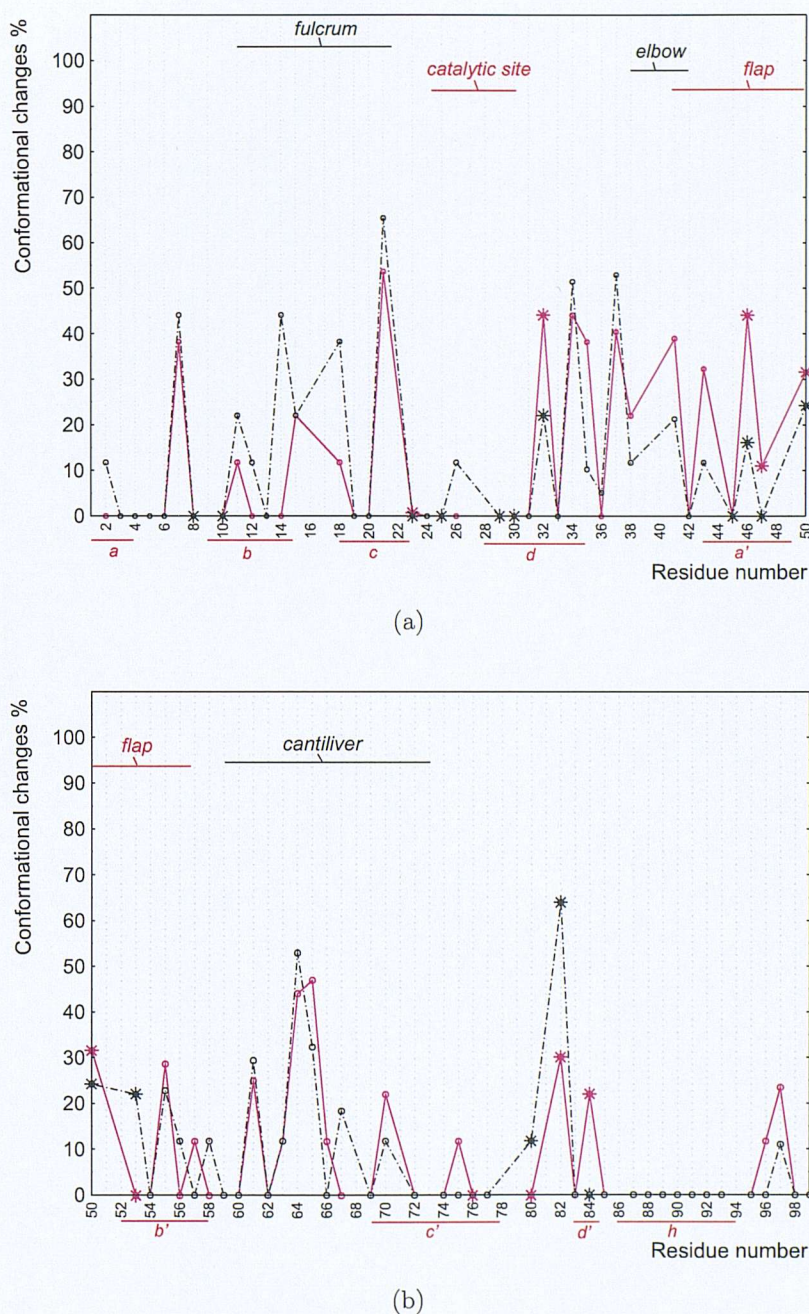 Conformational changes %
100
90
80
70
60
50
40
30
20
10
0
fulcrum
catalytic site
elbow
flap
2 4 6 8 10 12 14 16 18 20 22 24 26 28 30 32 34 36 38 40 42 44 46 48 50
a b c d a'
Residue number
(a)
Conformational changes %
100
90
80
70
60
50
40
30
20
10
0
flap
cantiliver
50 52 54 56 58 60 62 64 66 68 70 72 74 76 78 80 82 84 86 88 90 92 94 96 98
b' c' d' h
Residue number
(b)